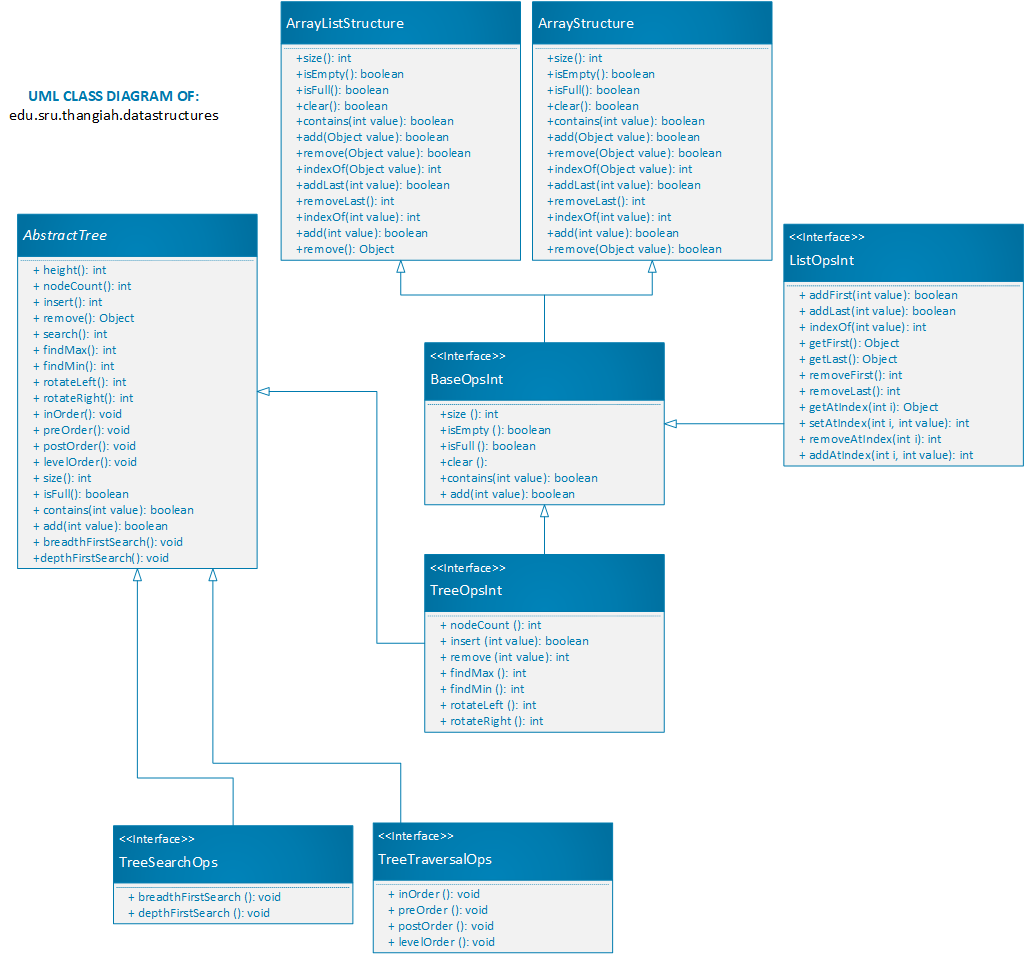 UML CLASS DIAGRAM OF:
edu.sru.thangiah.datastructures
ArrayListStructure
+size(): int
+isEmpty(): boolean
+isFull(): boolean
+clear(): boolean
+contains(int value): boolean
+add(Object value): boolean
+remove(Object value): boolean
+indexOf(Object value): int
+addLast(int value): boolean
+removeLast(): int
+indexOf(int value): int
+add(int value): boolean
+remove(): Object
ArrayStructure
+size(): int
+isEmpty(): boolean
+isFull(): boolean
+clear(): boolean
+contains(int value): boolean
+add(Object value): boolean
+remove(Object value): boolean
+indexOf(Object value): int
+addLast(int value): boolean
+removeLast(): int
+indexOf(int value): int
+add(int value): boolean
+remove(Object value): boolean
AbstractTree
+ height(): int
+ nodeCount(): int
+ insert(): int
+ remove(): Object
+ search(): int
+ findMax(): int
+ findMin(): int
+ rotateLeft(): int
+ rotateRight(): int
+ inOrder(): void
+ preOrder(): void
+ postOrder(): void
+ levelOrder(): void
+ size(): int
+ isFull(): boolean
+ contains(int value): boolean
+ add(int value): boolean
+ breadthFirstSearch(): void
+depthFirstSearch(): void
<<Interface>>
ListOpsInt
+ addFirst(int value): boolean
+ addLast(int value): boolean
+ indexOf(int value): int
+ getFirst(): Object
+ getLast(): Object
+ removeFirst(): int
+ removeLast(): int
+ getAtIndex(int i): Object
+ setAtIndex(int i, int value): int
+ removeAtIndex(int i): int
+ addAtIndex(int i, int value): int
<<Interface>>
BaseOpsInt
+size (): int
+isEmpty (): boolean
+isFull (): boolean
+clear ():
+contains(int value): boolean
+ add(int value): boolean
<<Interface>>
TreeOpsInt
+ nodeCount (): int
+ insert (int value): boolean
+ remove (int value): int
+ findMax (): int
+ findMin (): int
+ rotateLeft (): int
+ rotateRight (): int
<<Interface>>
TreeSearchOps
+ breadthFirstSearch (): void
+ depthFirstSearch (): void
<<Interface>>
TreeTraversalOps
+ inOrder (): void
+ preOrder (): void
+ postOrder (): void
+ levelOrder (): void